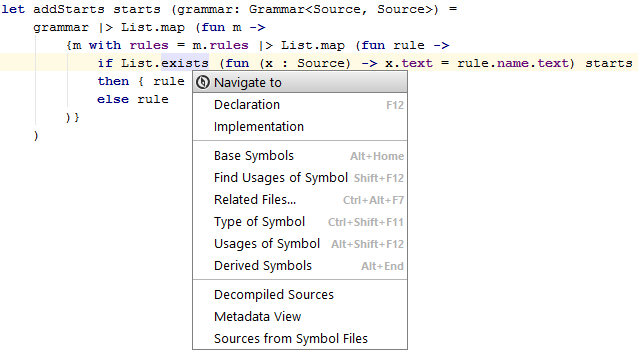 let addStarts starts (grammar: Grammar<Source, Source>) =
grammar |> List.map (fun m ->
{m with rules = m.rules |> List.map (fun rule ->
if List.exists (fun (x : Source) -> x.text = rule.name.text) starts
then { rule
else rule
)}
)
Navigate to
Declaration F12
Implementation
Base Symbols Alt+Home
Find Usages of Symbol Shift+F12
Related Files... Ctrl+Alt+F7
Type of Symbol Ctrl+Shift+F11
Usages of Symbol Alt+Shift+F12
Derived Symbols Alt+End
Decompiled Sources
Metadata View
Sources from Symbol Files